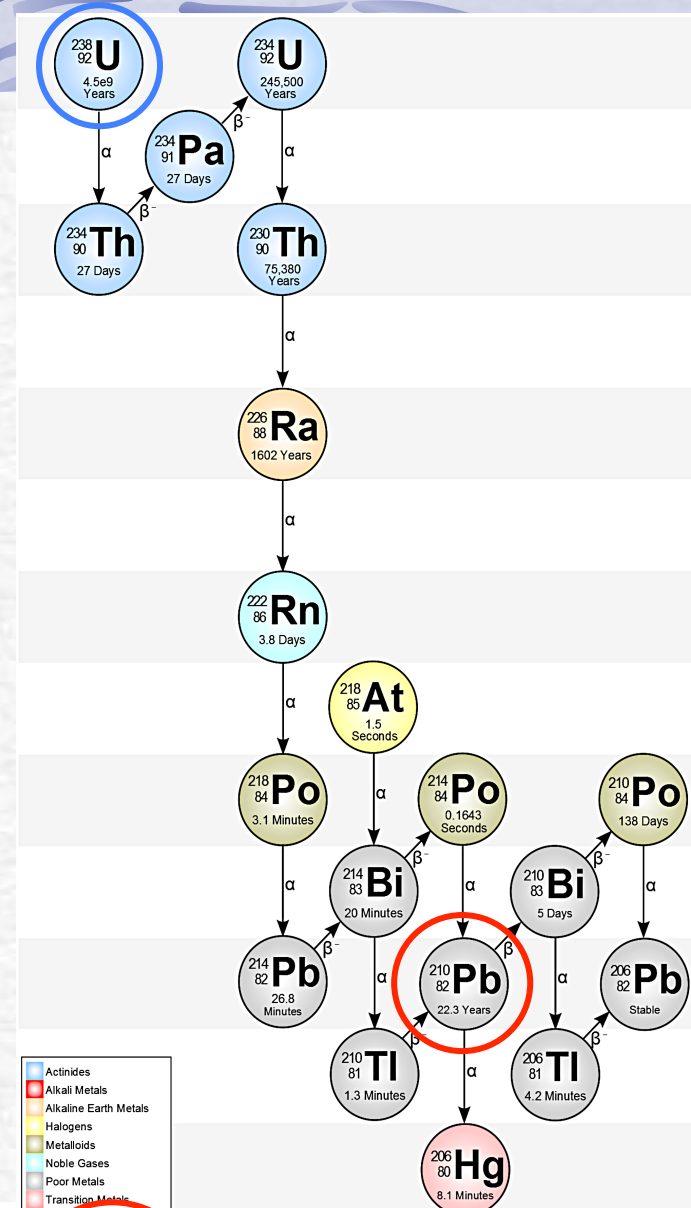 238
92 U
4.5e9
Years
234
92 U
245,500
Years
α
β⁻
234
91 Pa
27 Days
α
β⁻
234
90 Th
27 Days
230
90 Th
75,380
Years
α
226
88 Ra
1602 Years
α
222
86 Rn
3.8 Days
α
218
85 At
1.5
Seconds
218
84 Po
3.1 Minutes
α
214
84 Po
0.1643
Seconds
210
84 Po
138 Days
α
β⁻
214
83 Bi
20 Minutes
α
β⁻
210
83 Bi
5 Days
α
β⁻
214
82 Pb
26.8
Minutes
α
210
82 Pb
22.3 Years
β
α
206
82 Pb
Stable
β⁻
210
81 Tl
1.3 Minutes
α
β⁻
206
81 Tl
4.2 Minutes
206
80 Hg
8.1 Minutes
Actinides
Alkali Metals
Alkaline Earth Metals
Halogens
Metalloids
Noble Gases
Poor Metals
Transition Metals